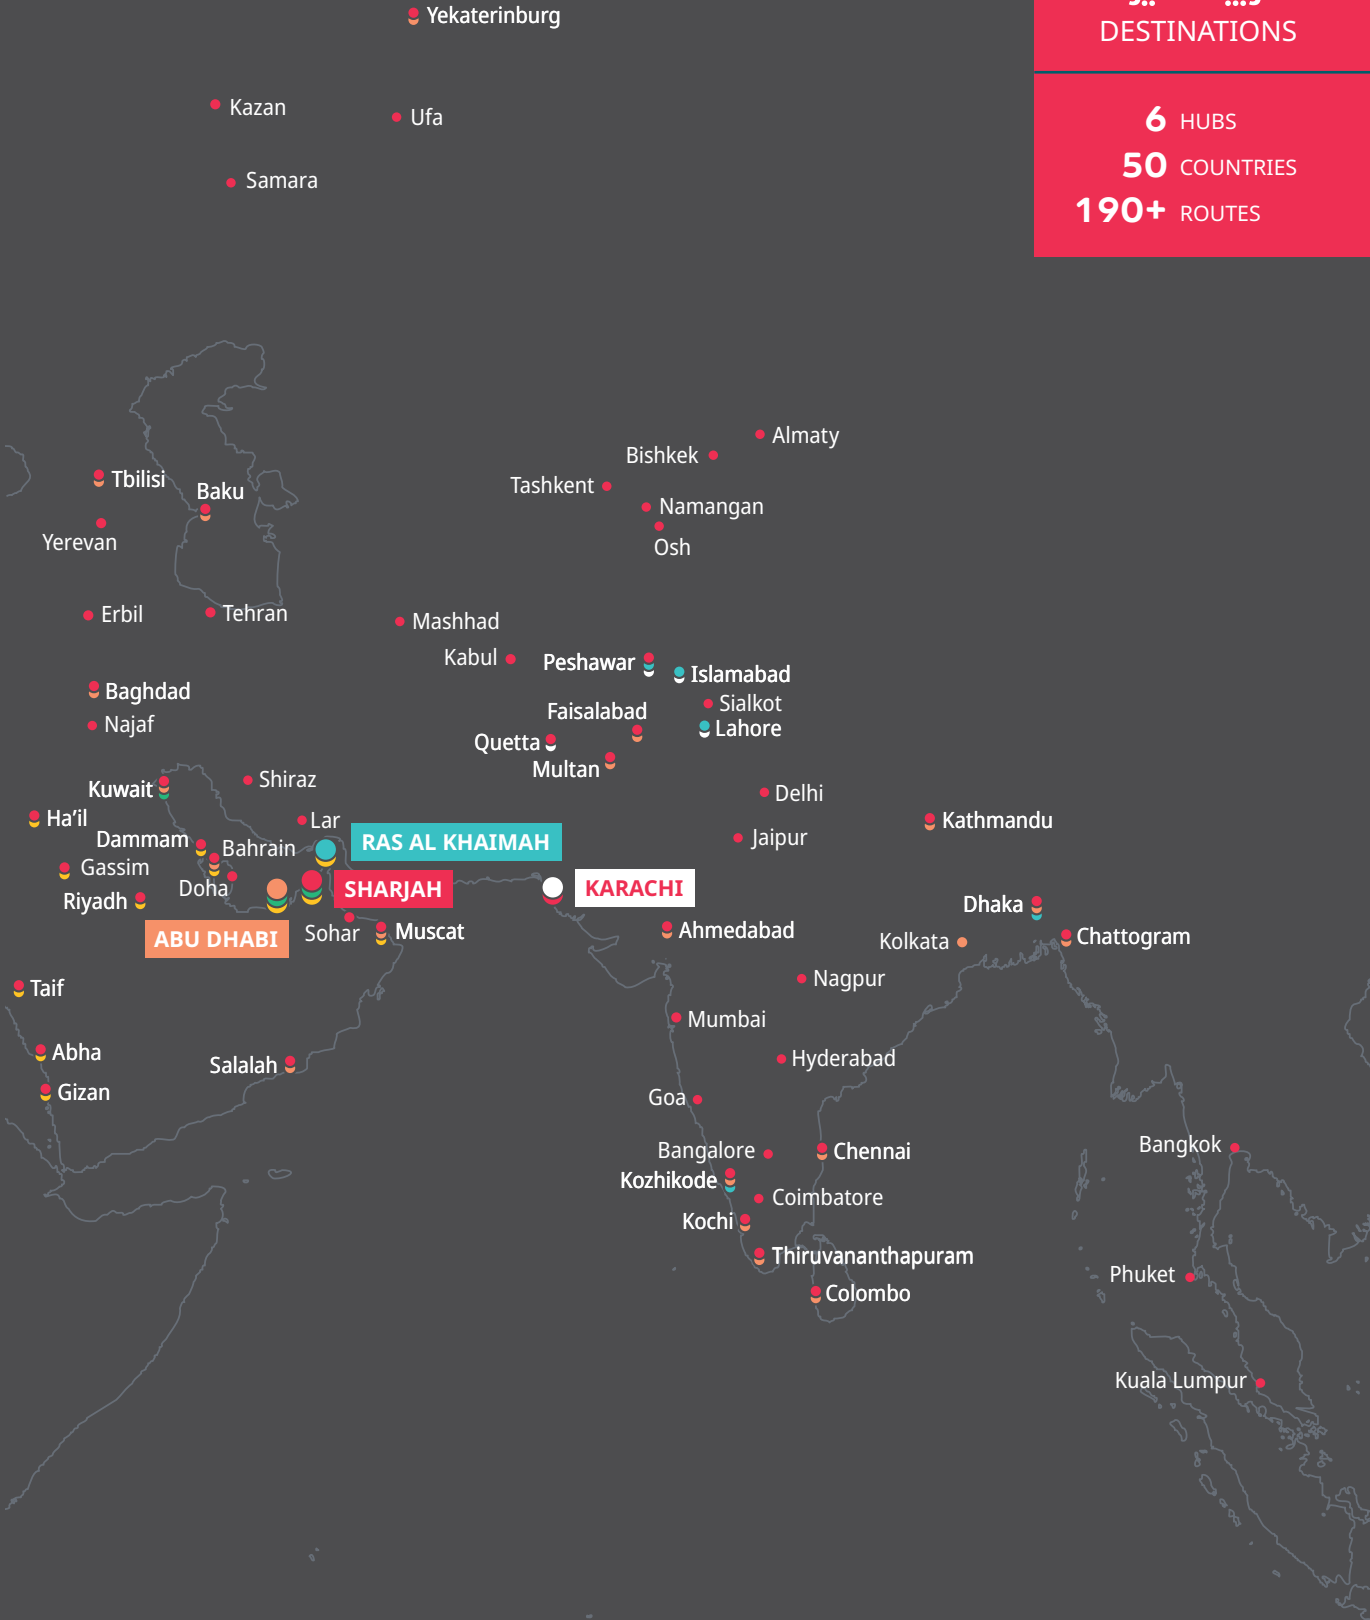 Yekaterinburg
DESTINATIONS
Kazan
Ufa
6 HUBS
50 COUNTRIES
Samara
190+ ROUTES
Almaty
Bishkek
Tbilisi
Tashkent
Baku
Namangan
Yerevan
Osh
Erbil
Tehran
Mashhad
Kabul
Peshawar
Islamabad
Baghdad
Sialkot
Faisalabad
Najaf
Lahore
Quetta
Multan
Shiraz
Kuwait
Delhi
Ha’il
Lar
Kathmandu
Dammam
Bahrain
RAS AL KHAIMAH
Jaipur
Gassim
Doha
SHARJAH
KARACHI
Riyadh
Dhaka
ABU DHABI
Sohar
Muscat
Ahmedabad
Kolkata
Chattogram
Nagpur
Taif
Mumbai
Abha
Salalah
Hyderabad
Gizan
Goa
Bangkok
Bangalore
Chennai
Kozhikode
Coimbatore
Kochi
Thiruvananthapuram
Phuket
Colombo
Kuala Lumpur